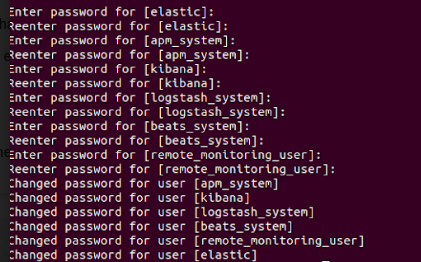 Enter password for [elastic]:
Reenter password for [elastic]:
Enter password for [apm_system]:
Reenter password for [apm_system]:
Enter password for [kibana]:
Reenter password for [kibana]:
Enter password for [logstash_system]:
Reenter password for [logstash_system]:
Enter password for [beats_system]:
Reenter password for [beats_system]:
Enter password for [remote_monitoring_user]:
Reenter password for [remote_monitoring_user]:
Changed password for user [apm_system]
Changed password for user [kibana]
Changed password for user [logstash_system]
Changed password for user [beats_system]
Changed password for user [remote_monitoring_user]
Changed password for user [elastic]